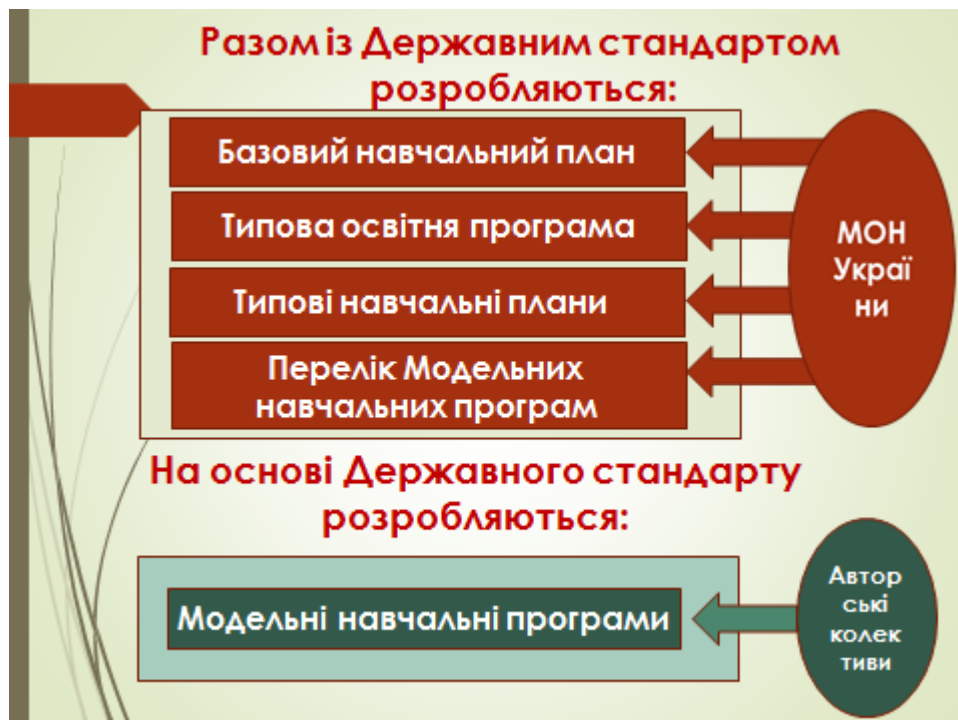 Разом із Державним стандартом
розробляються:
Базовий навчальний план
Типова освітня програма
Типові навчальні плани
Перелік Модельних
навчальних програм
МОН
Украї
ни
На основі Державного стандарту
розробляються:
Модельні навчальні програми
Автор
ські
колек
тиви